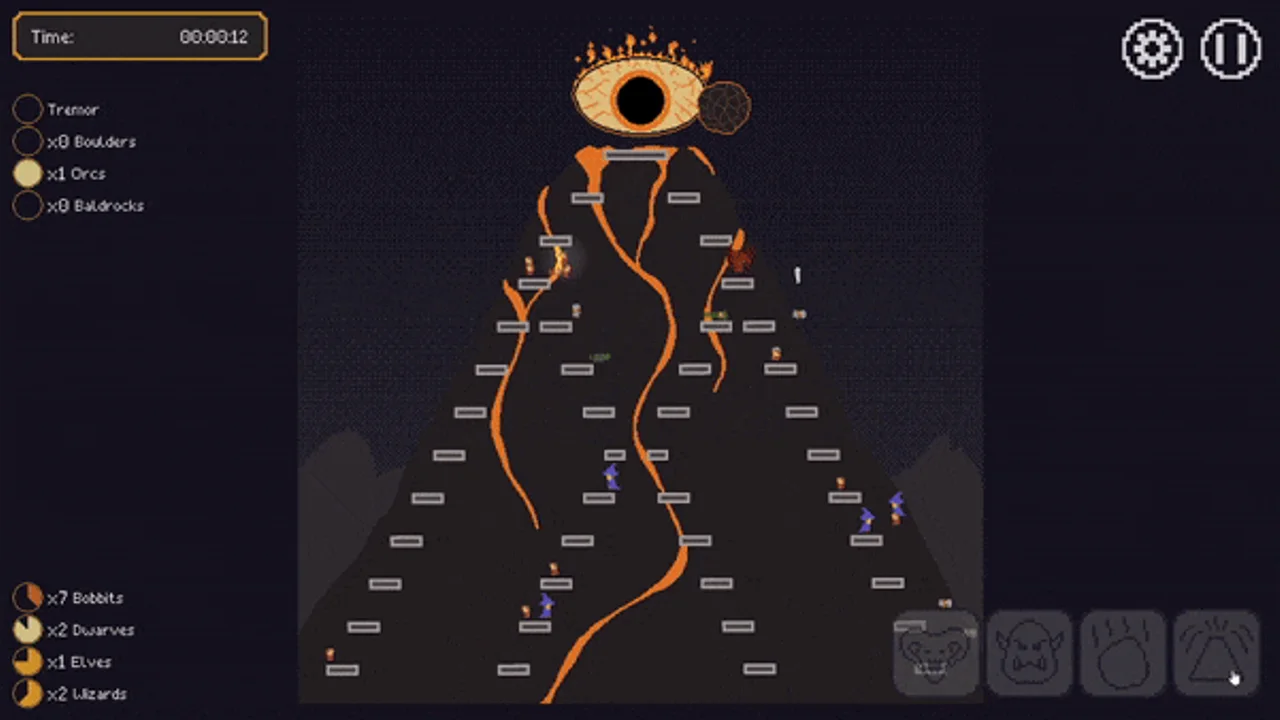 Time: 00:00:12
Tremor
x0 Boulders
x1 Orcs
x0 Baldrocks
x7 Bobbits
x2 Dwarves
x1 Elves
x2 Wizards